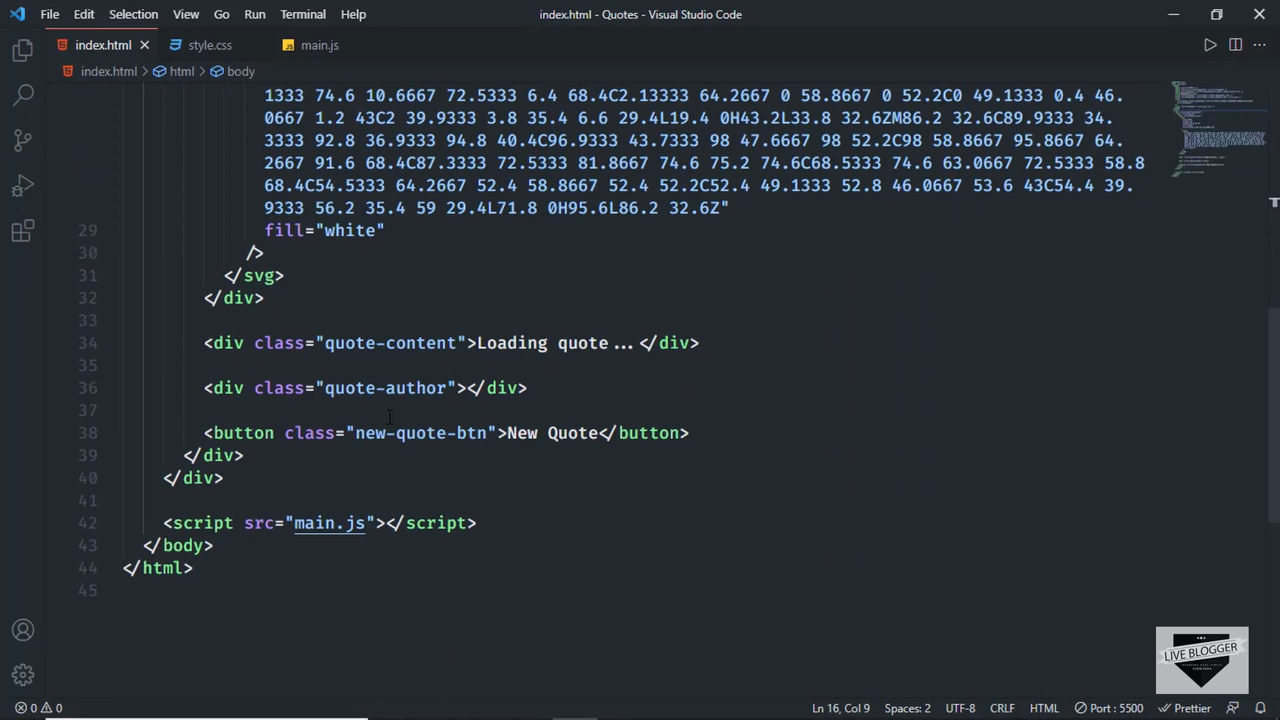 File Edit Selection View Go Run Terminal Help index.html - Quotes - Visual Studio Code
index.html style.css main.js
index.html html body
1333 74.6 10.6667 72.5333 6.4 68.4C2.13333 64.2667 0 58.8667 0 52.2C0 49.1333 0.4 46.
0667 1.2 43C2 39.9333 3.8 35.4 6.6 29.4L19.4 0H43.2L33.8 32.6ZM86.2 32.6C89.9333 34.
3333 92.8 36.9333 94.8 40.4C96.9333 43.7333 98 47.6667 98 52.2C98 58.8667 95.8667 64.
2667 91.6 68.4C87.3333 72.5333 81.8667 74.6 75.2 74.6C68.5333 74.6 63.0667 72.5333 58.8
68.4C54.5333 64.2667 52.4 58.8667 52.4 52.2C52.4 49.1333 52.8 46.0667 53.6 43C54.4 39.
9333 56.2 35.4 59 29.4L71.8 0H95.6L86.2 32.6Z"
29 fill="white"
30 />
31 </svg>
32 </div>
33
34 <div class="quote-content">Loading quote...</div>
35
36 <div class="quote-author"></div>
37
38 <button class="new-quote-btn">New Quote</button>
39 </div>
40 </div>
41
42 <script src="main.js"></script>
43 </body>
44 </html>
45
LIVE BLOGGER
0 0 Ln 16, Col 9 Spaces: 2 UTF-8 CRLF HTML Port : 5500 Prettier